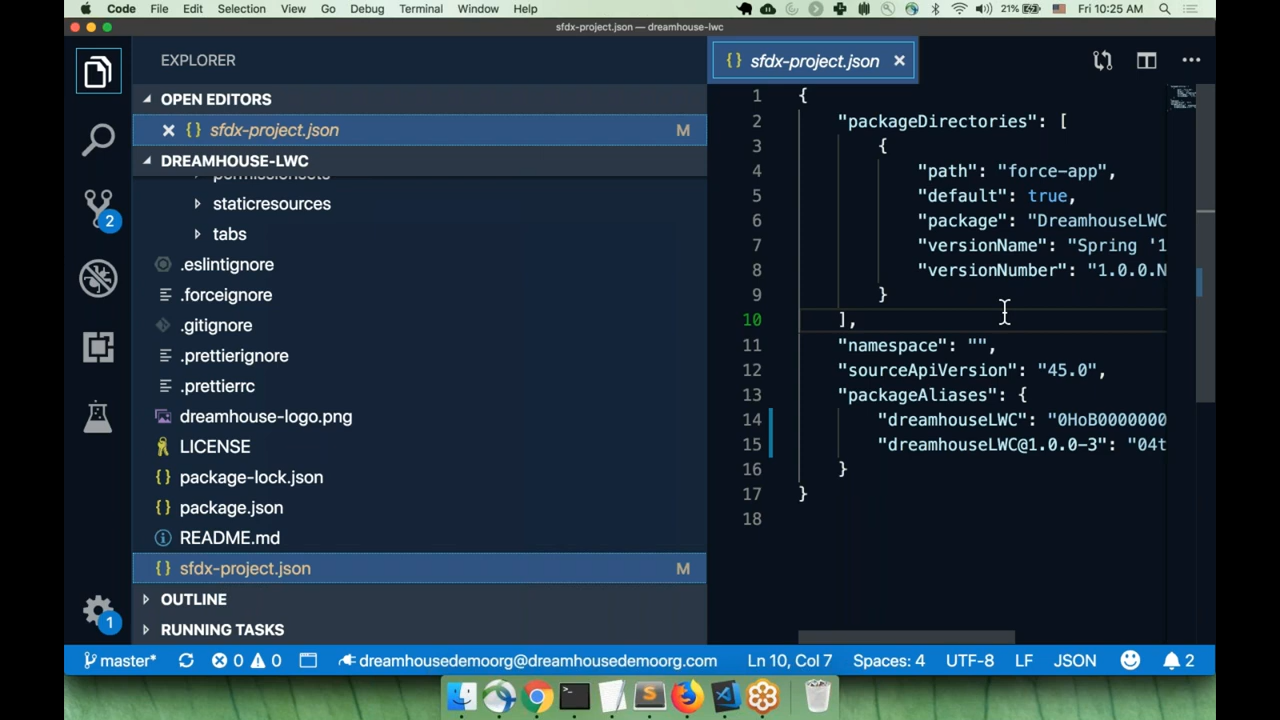 Code File Edit Selection View Go Debug Terminal Window Help 21% Fri 10:25 AM
sfdx-project.json — dreamhouse-lwc
EXPLORER
OPEN EDITORS
{} sfdx-project.json M
DREAMHOUSE-LWC
permissionsets
staticresources
tabs
.eslintignore
.forceignore
.gitignore
.prettierignore
.prettierrc
dreamhouse-logo.png
LICENSE
{} package-lock.json
{} package.json
README.md
{} sfdx-project.json M
OUTLINE
RUNNING TASKS
2
1
{} sfdx-project.json
1 {
2 "packageDirectories": [
3 {
4 "path": "force-app",
5 "default": true,
6 "package": "DreamhouseLWC
7 "versionName": "Spring '1
8 "versionNumber": "1.0.0.N
9 }
10 ],
11 "namespace": "",
12 "sourceApiVersion": "45.0",
13 "packageAliases": {
14 "dreamhouseLWC": "0HoB0000000
15 "dreamhouseLWC@1.0.0-3": "04t
16 }
17 }
18
master* 0 0 dreamhousedemoorg@dreamhousedemoorg.com Ln 10, Col 7 Spaces: 4 UTF-8 LF JSON 2